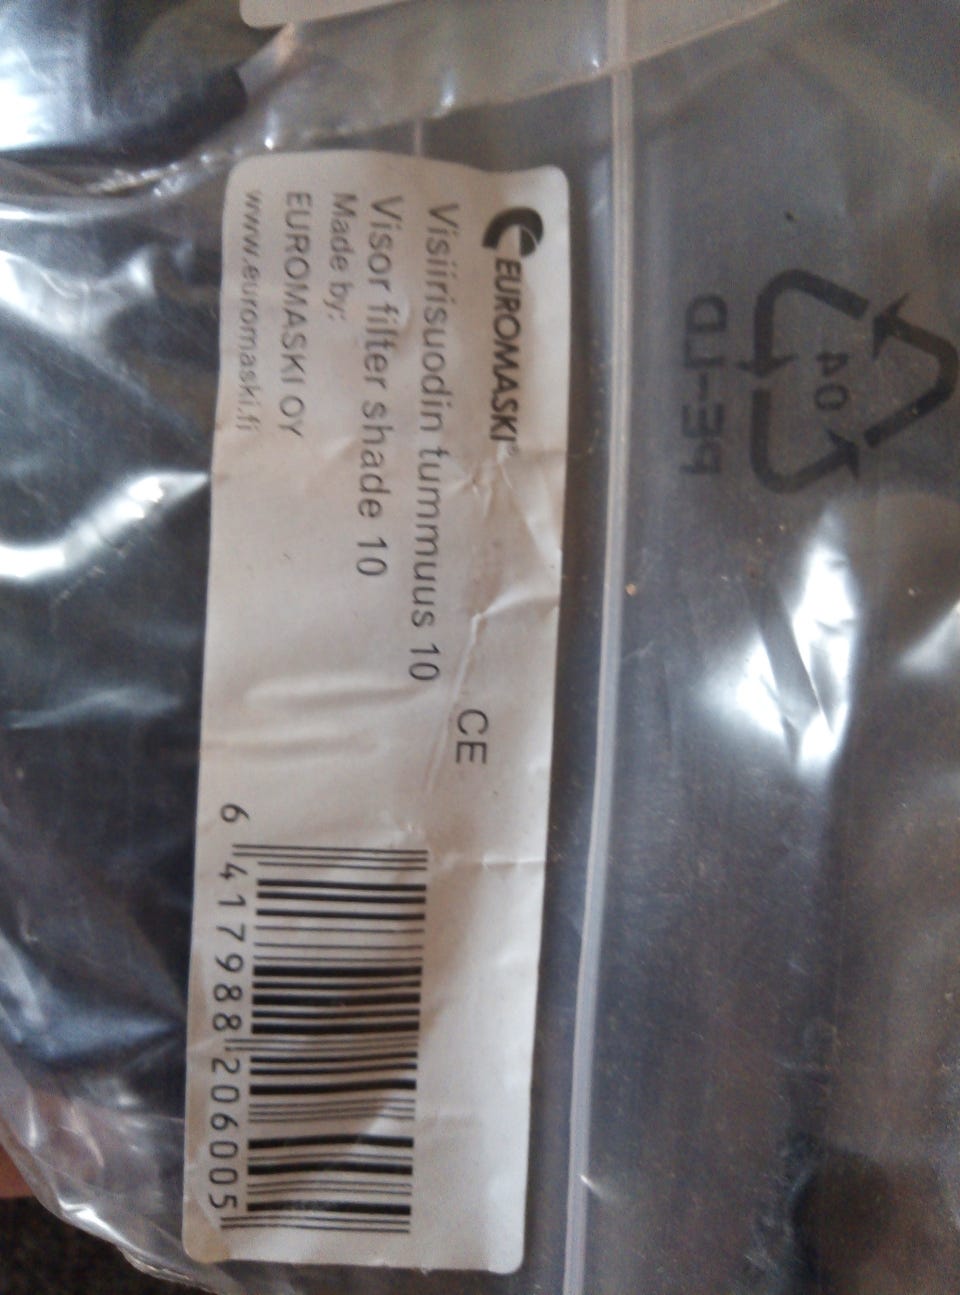 EUROMASKI®
Visiirisuodin tummuus 10
CE
Visor filter shade 10
Made by:
EUROMASKI OY
www.euromaski.fi
6 417988 206005
04
PE-LD